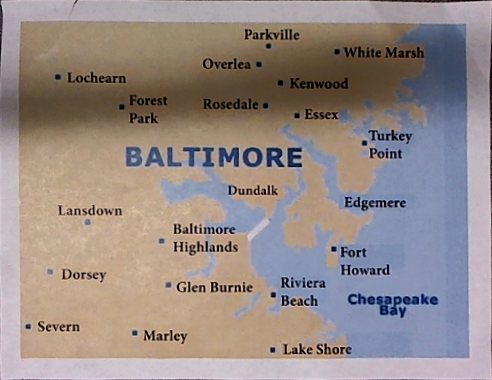 Parkville
White Marsh
Overlea
Lochearn
Kenwood
Forest
Park
Rosedale
Essex
Turkey
Point
BALTIMORE
Dundalk
Edgemere
Lansdown
Baltimore
Highlands
Fort
Howard
Dorsey
Glen Burnie
Riviera
Beach
Chesapeake
Bay
Severn
Marley
Lake Shore